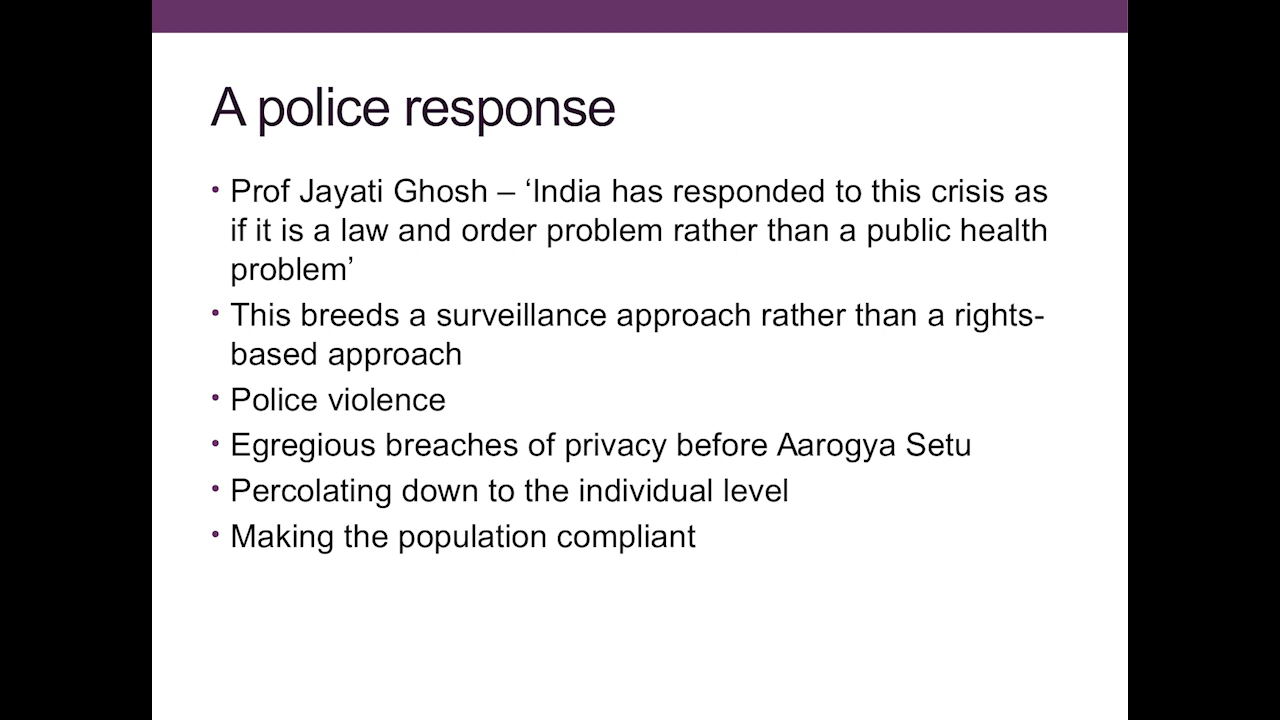 A police response
• Prof Jayati Ghosh – ‘India has responded to this crisis as
if it is a law and order problem rather than a public health
problem’
• This breeds a surveillance approach rather than a rights-
based approach
• Police violence
• Egregious breaches of privacy before Aarogya Setu
• Percolating down to the individual level
• Making the population compliant